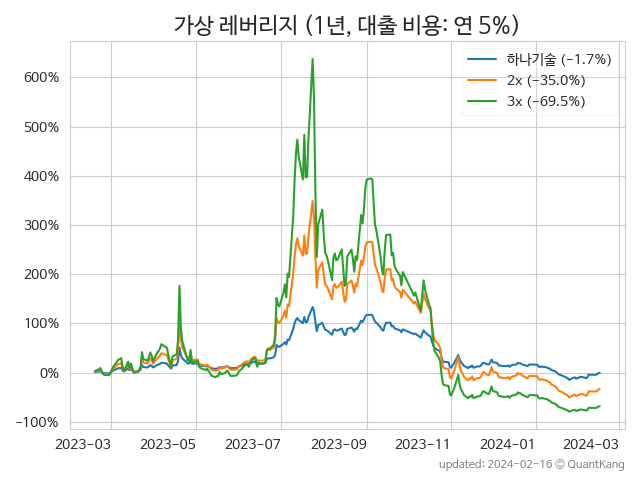 가상 레버리지 (1년, 대출 비용: 연 5%)
하나기술 (-1.7%)
2x (-35.0%)
3x (-69.5%)
600%
500%
400%
300%
200%
100%
0%
-100%
2023-03 2023-05 2023-07 2023-09 2023-11 2024-01 2024-03
updated: 2024-02-16 © QuantKang